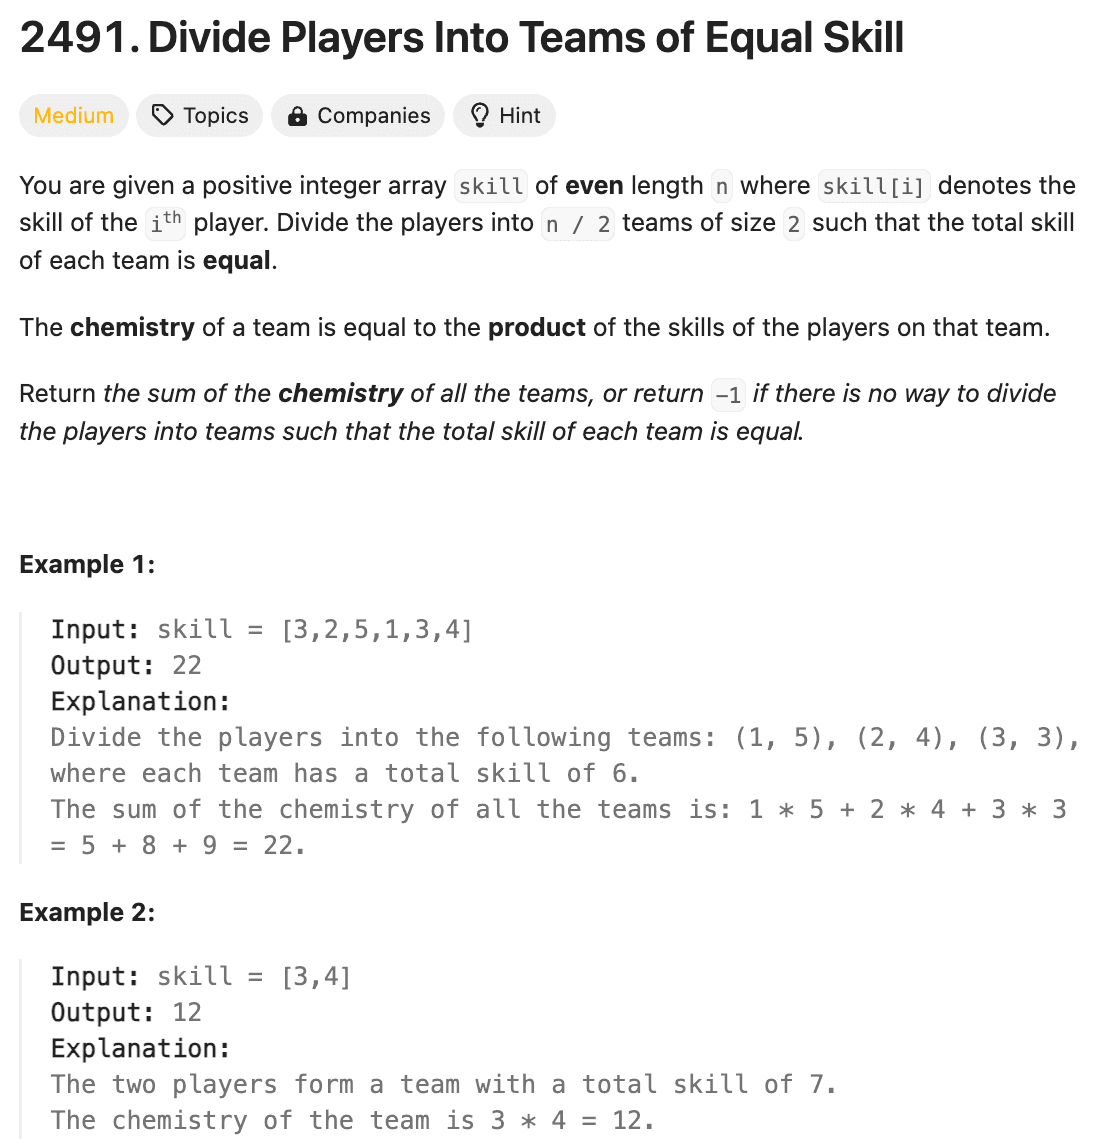 2491. Divide Players Into Teams of Equal Skill
Medium Topics Companies Hint
You are given a positive integer array skill of even length n where skill[i] denotes the
skill of the ith player. Divide the players into n / 2 teams of size 2 such that the total skill
of each team is equal.
The chemistry of a team is equal to the product of the skills of the players on that team.
Return the sum of the chemistry of all the teams, or return -1 if there is no way to divide
the players into teams such that the total skill of each team is equal.
Example 1:
Input: skill = [3,2,5,1,3,4]
Output: 22
Explanation:
Divide the players into the following teams: (1, 5), (2, 4), (3, 3),
where each team has a total skill of 6.
The sum of the chemistry of all the teams is: 1 * 5 + 2 * 4 + 3 * 3
= 5 + 8 + 9 = 22.
Example 2:
Input: skill = [3,4]
Output: 12
Explanation:
The two players form a team with a total skill of 7.
The chemistry of the team is 3 * 4 = 12.